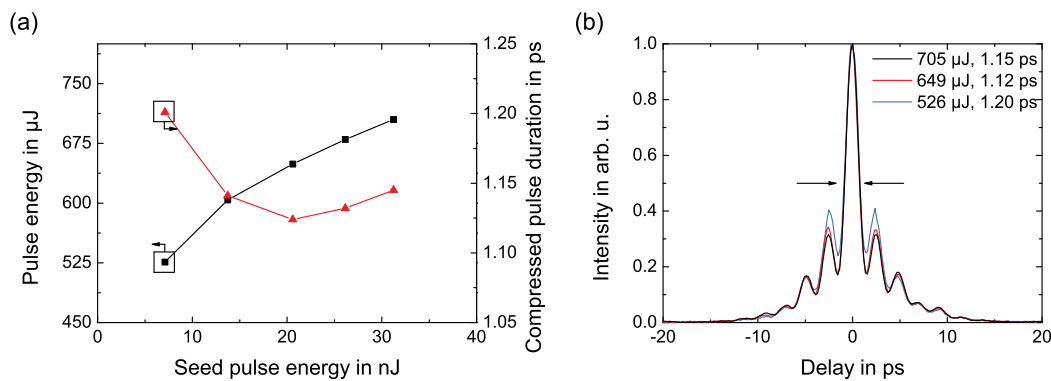 (a)
Pulse energy in µJ
750
675
600
525
450
0
10
20
30
40
Seed pulse energy in nJ
1.25
1.20
1.15
1.10
1.05
Compressed pulse duration in ps
(b)
Intensity in arb. u.
1.0
0.8
0.6
0.4
0.2
0.0
-20
-10
0
10
20
Delay in ps
705 µJ, 1.15 ps
649 µJ, 1.12 ps
526 µJ, 1.20 ps